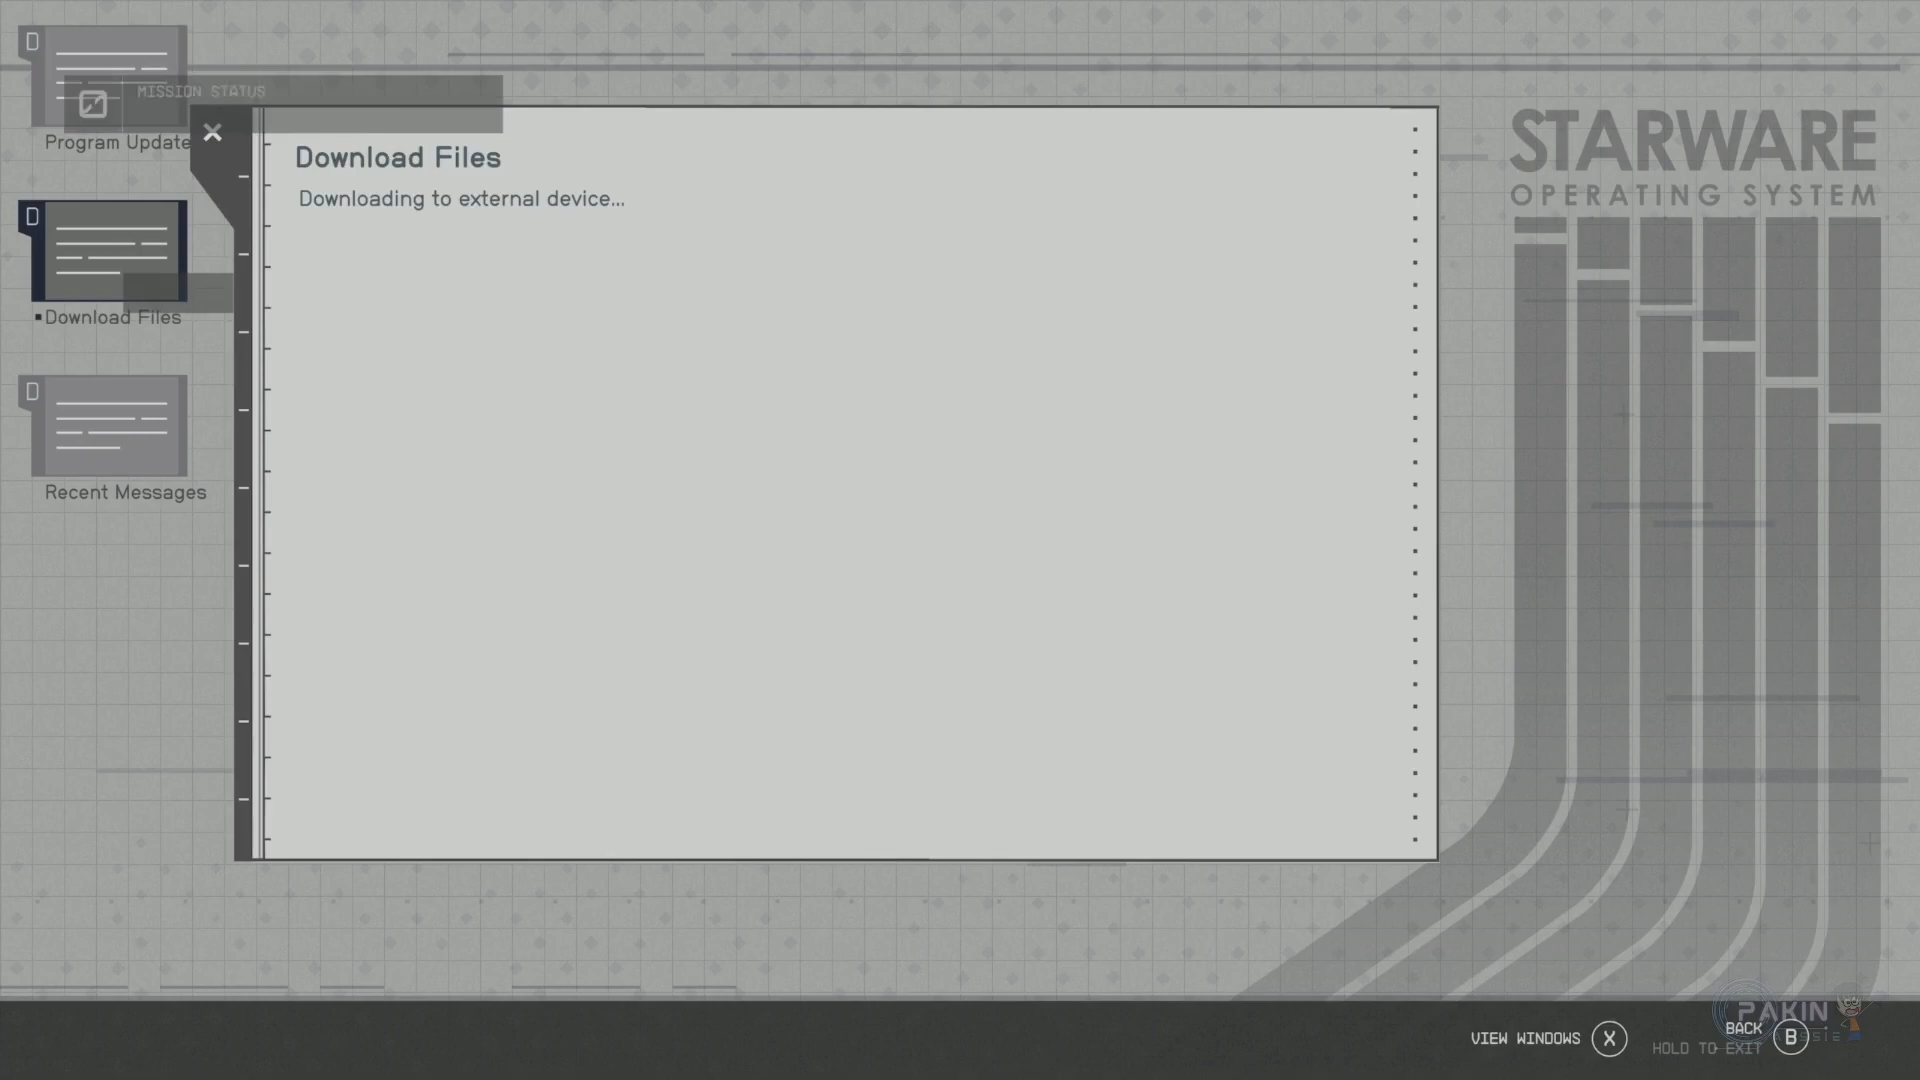 D
MISSION STATUS
Program Update
D
Download Files
D
Recent Messages
Download Files
Downloading to external device...
STARWARE
OPERATING SYSTEM
VIEW WINDOWS X
BACK B
HOLD TO EXIT
PAKIN